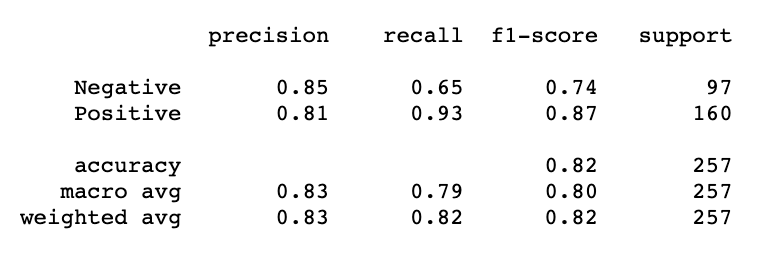 precision recall f1-score support
Negative 0.85 0.65 0.74 97
Positive 0.81 0.93 0.87 160
accuracy 0.82 257
macro avg 0.83 0.79 0.80 257
weighted avg 0.83 0.82 0.82 257